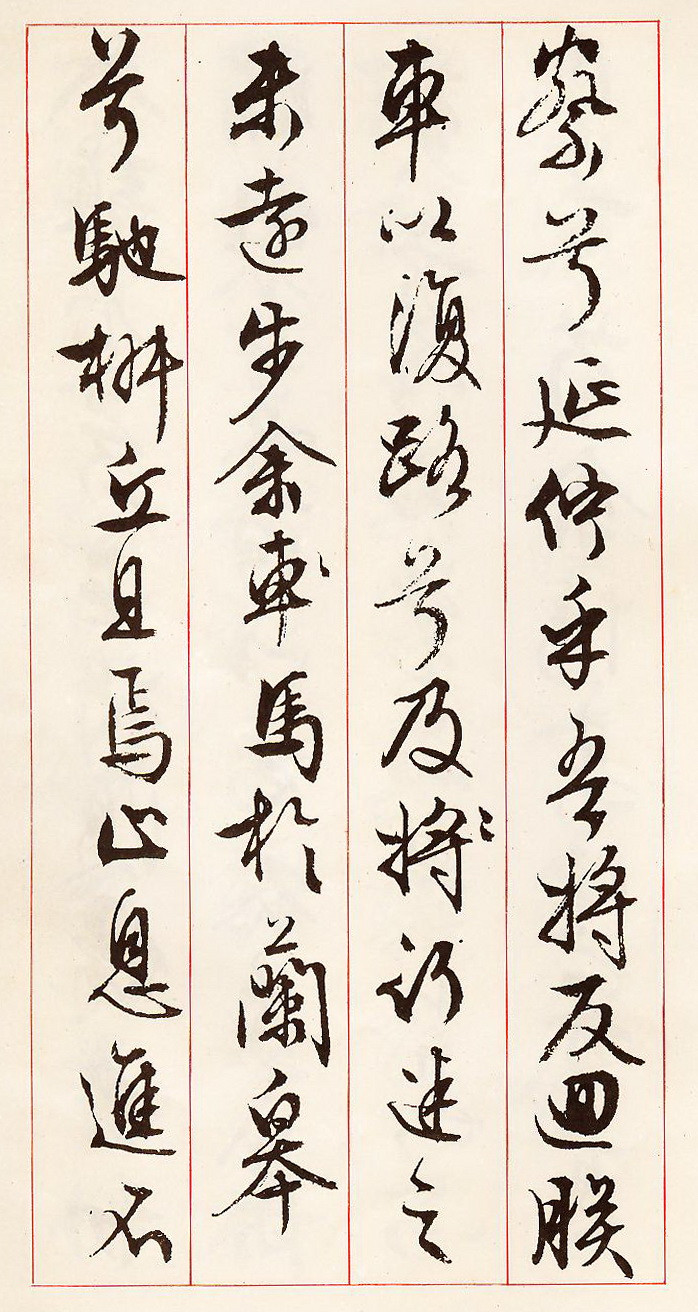 察兮延佇乎吾將反迴朕
車以復路兮及將行迷之
未遠步余車馬於蘭皋
兮馳椒丘且焉止息進不